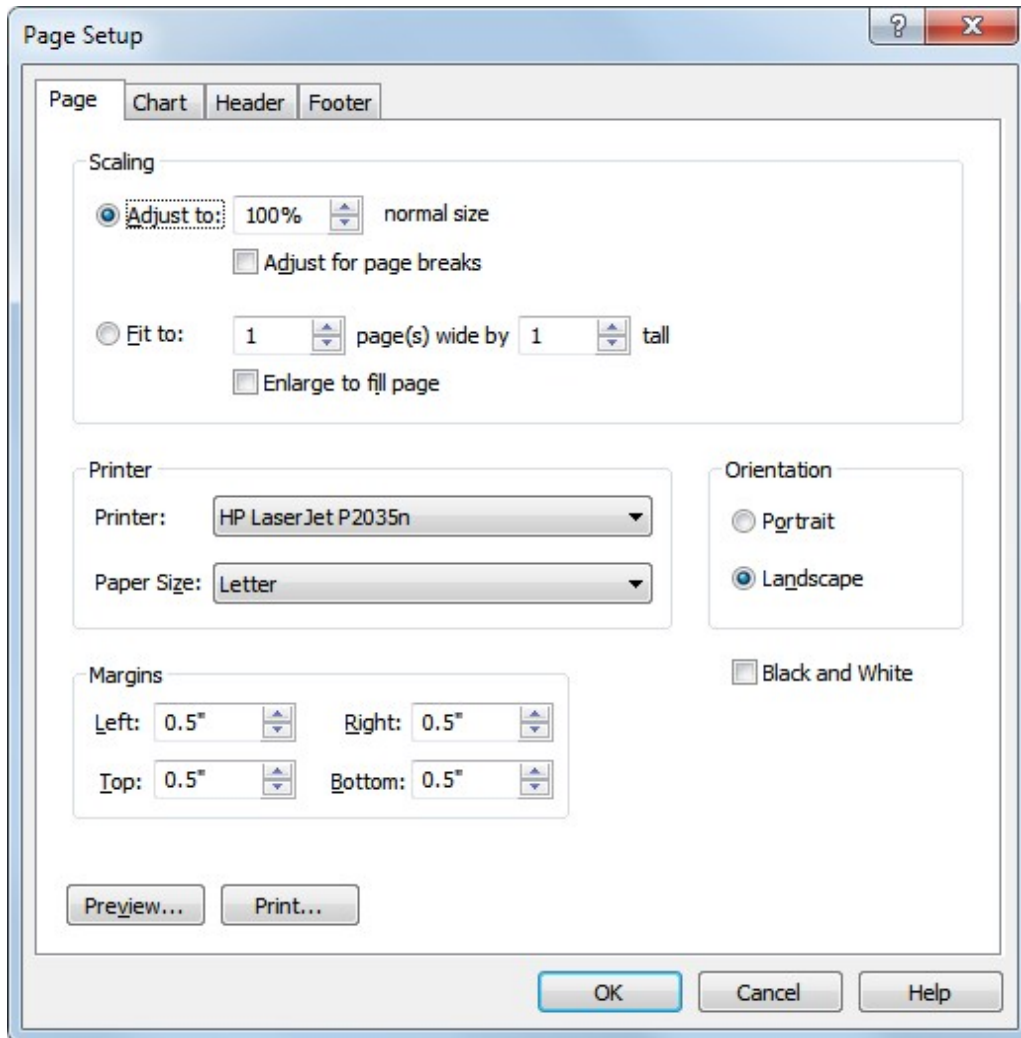 Page Setup
Page Chart Header Footer
Scaling
Adjust to: 100% normal size
Adjust for page breaks
Fit to: 1 page(s) wide by 1 tall
Enlarge to fill page
Printer
Printer: HP LaserJet P2035n
Paper Size: Letter
Orientation
Portrait
Landscape
Black and White
Margins
Left: 0.5" Right: 0.5"
Top: 0.5" Bottom: 0.5"
Preview... Print...
OK Cancel Help